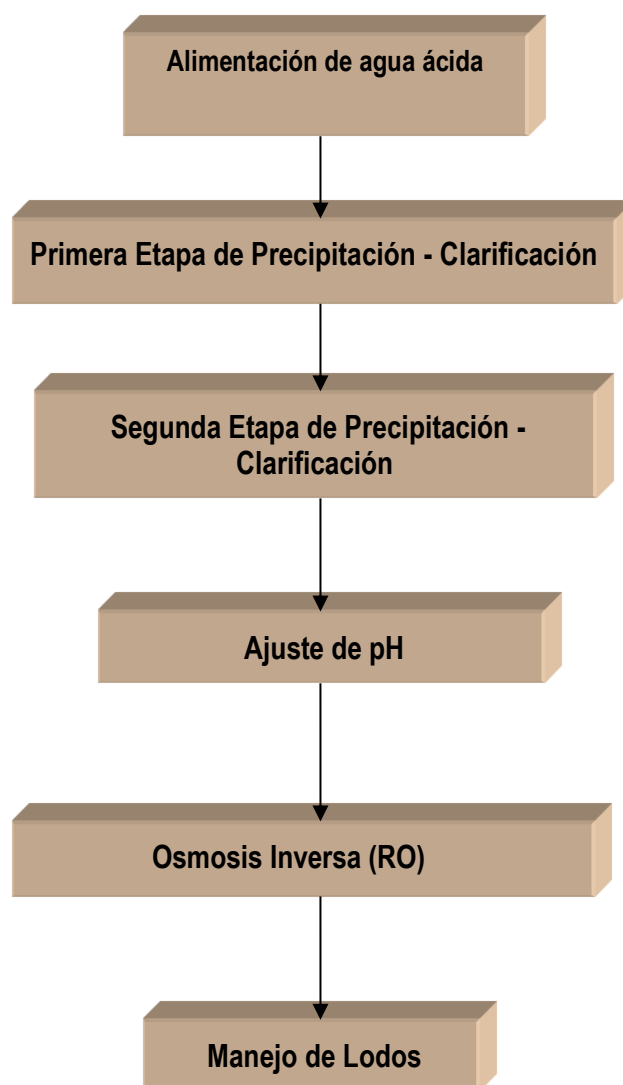 Alimentación de agua ácida
Primera Etapa de Precipitación - Clarificación
Segunda Etapa de Precipitación -
Clarificación
Ajuste de pH
Osmosis Inversa (RO)
Manejo de Lodos